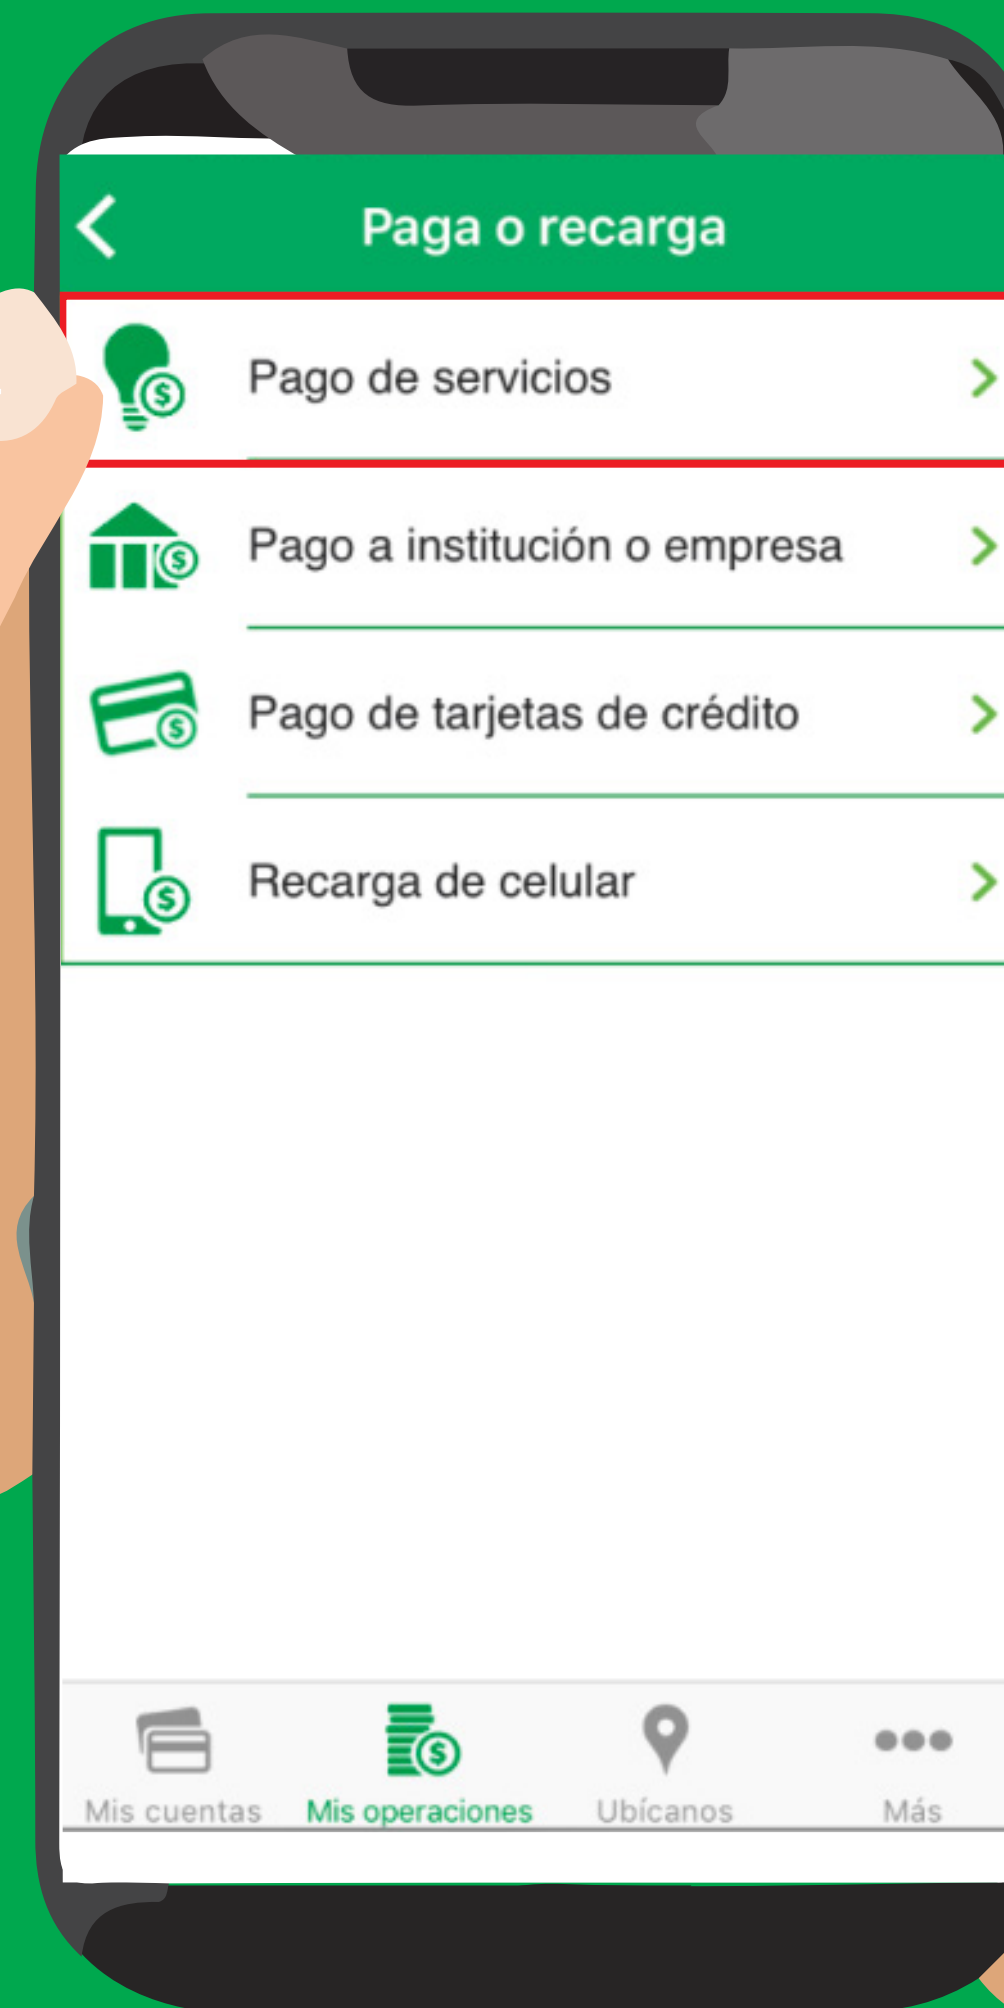 Paga o recarga
Pago de servicios
Pago a institución o empresa
Pago de tarjetas de crédito
Recarga de celular
Mis cuentas
Mis operaciones
Ubícanos
Más